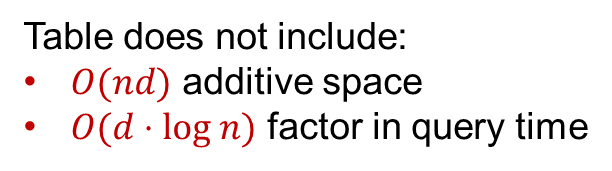 Table does not include:
• O(nd) additive space
• O(d · log n) factor in query time